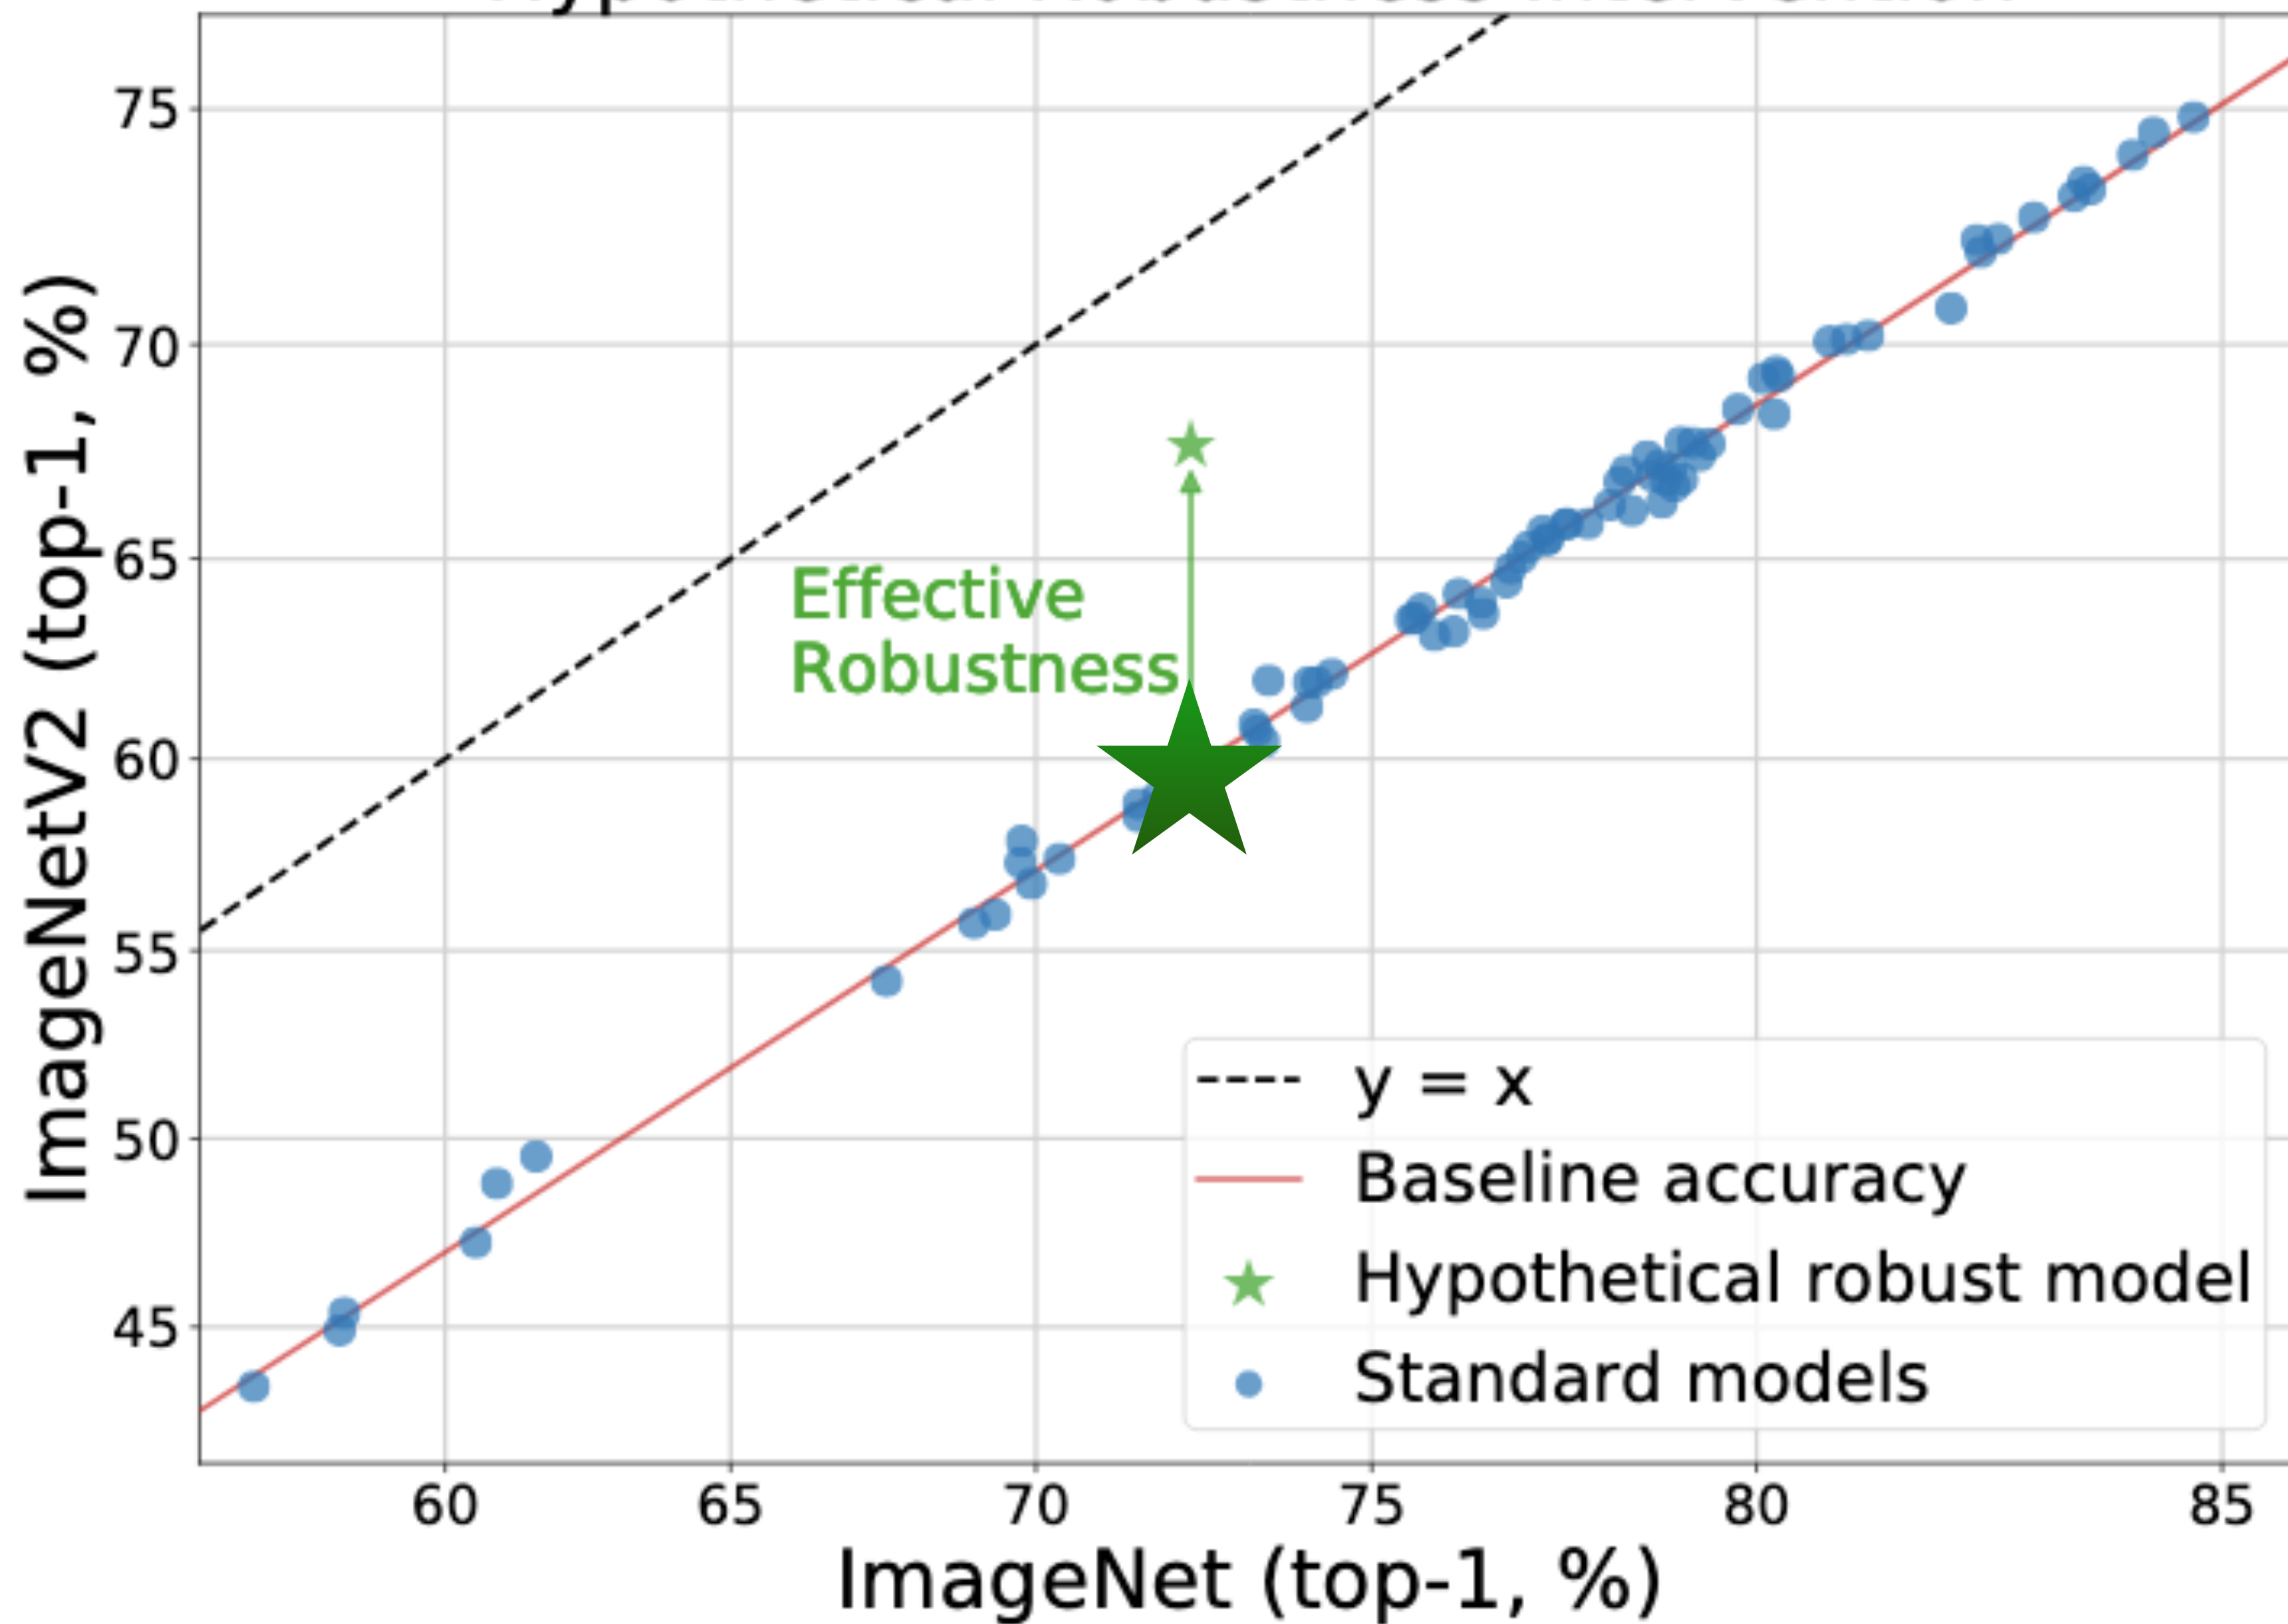 75
70
65
60
55
50
45
ImageNetV2 (top-1, %)
Effective
Robustness
y = x
Baseline accuracy
Hypothetical robust model
Standard models
60 65 70 75 80 85
ImageNet (top-1, %)